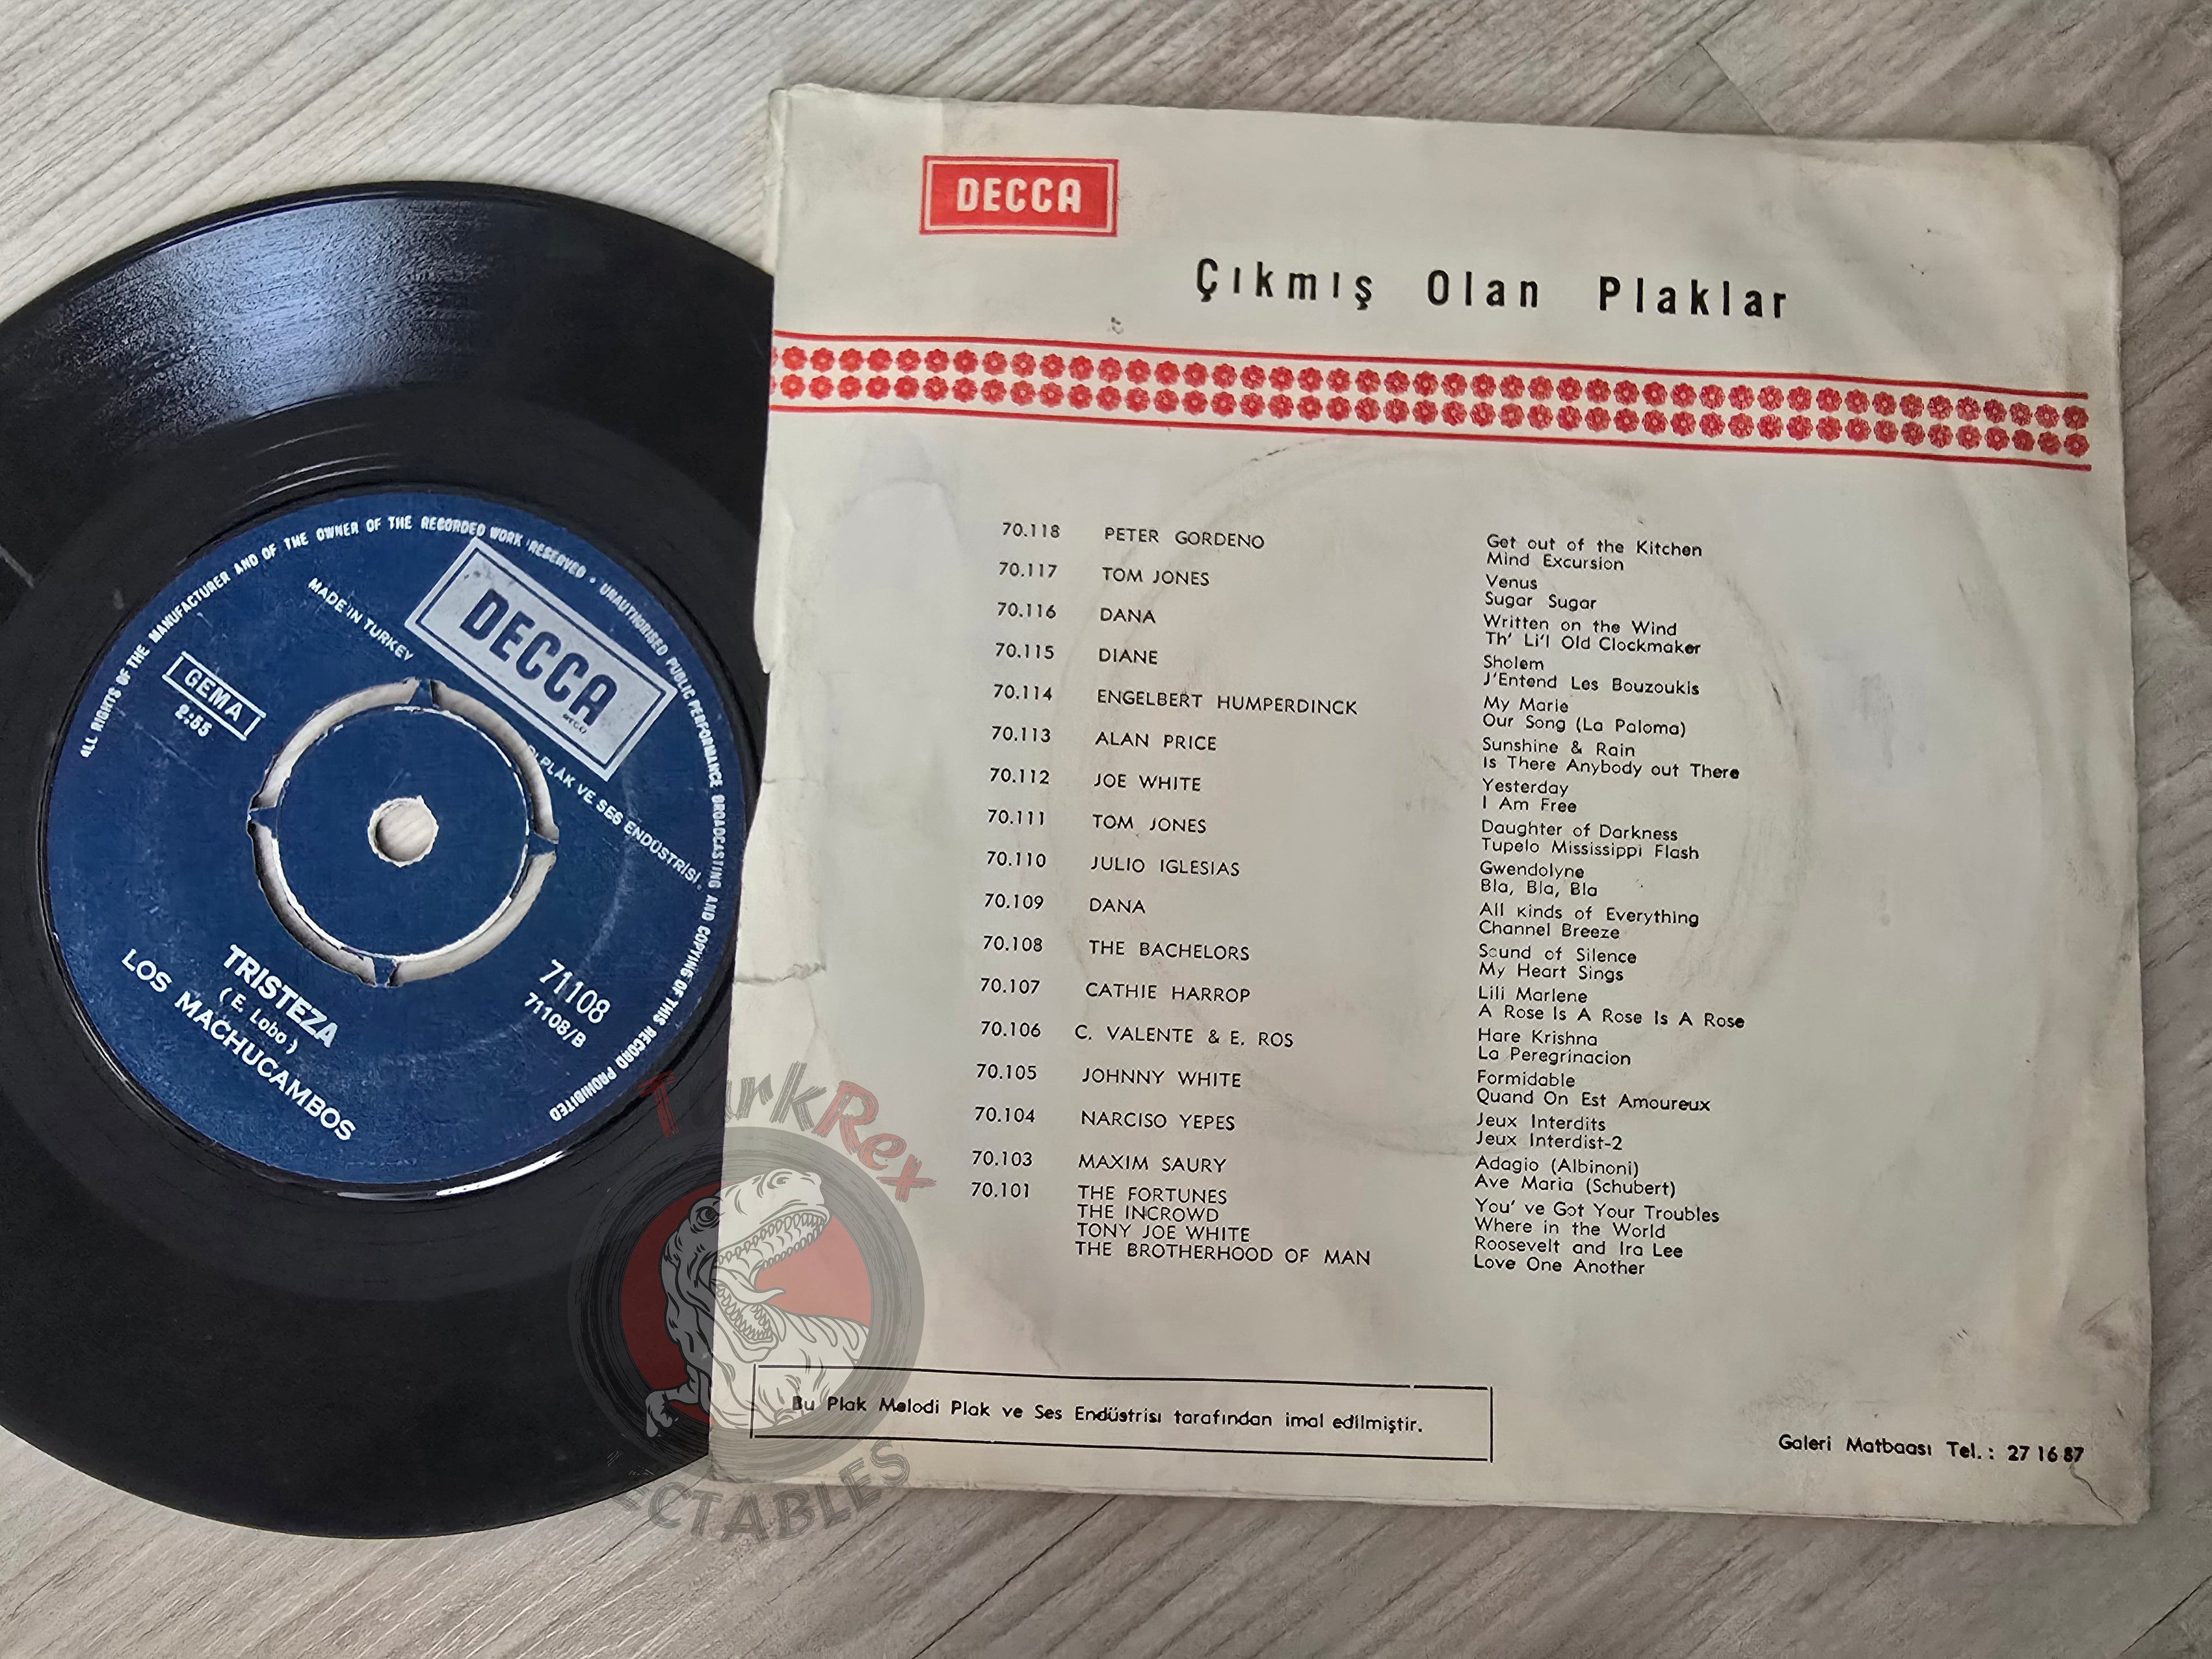 DECCA
Çıkmış Olan Plaklar
70.118 PETER GORDENO Get out of the Kitchen
Mind Excursion
70.117 TOM JONES Venus
Sugar Sugar
70.116 DANA Written on the Wind
Th' Li'l Old Clockmaker
70.115 DIANE Sholem
J'Entend Les Bouzoukis
70.114 ENGELBERT HUMPERDINCK My Marie
Our Song (La Paloma)
70.113 ALAN PRICE Sunshine & Rain
Is There Anybody out There
70.112 JOE WHITE Yesterday
I Am Free
70.111 TOM JONES Daughter of Darkness
Tupelo Mississippi Flash
70.110 JULIO IGLESIAS Gwendolyne
Bla, Bla, Bla
70.109 DANA All Kinds of Everything
Channel Breeze
70.108 THE BACHELORS Sound of Silence
My Heart Sings
70.107 CATHIE HARROP Lili Marlene
A Rose Is A Rose Is A Rose
70.106 C. VALENTE & E. ROS Hare Krishna
La Peregrinacion
70.105 JOHNNY WHITE Formidable
Quand On Est Amoureux
70.104 NARCISO YEPES Jeux Interdits
Jeux Interdist-2
70.103 MAXIM SAURY Adagio (Albinoni)
Ave Maria (Schubert)
70.101 THE FORTUNES You' ve Got Your Troubles
THE INCROWD Where in the World
TONY JOE WHITE Roosevelt and Ira Lee
THE BROTHERHOOD OF MAN Love One Another
Bu Plak Melodi Plak ve Ses Endüstrisi tarafından imal edilmiştir.
Galeri Matbaası Tel.: 27 16 87
ALL RIGHTS OF THE MANUFACTURER AND OF THE OWNER OF THE RECORDED WORK RESERVED • UNAUTHORISED PUBLIC PERFORMANCE BROADCASTING AND COPYING OF THIS RECORD PROHIBITED
MADE IN TURKEY
DECCA
PLAK VE SES ENDÜSTRİSİ
GEMA
2:55
71108
71108/B
TRISTEZA
(E. Lobo)
LOS MACHUCAMBOS
TurkRex